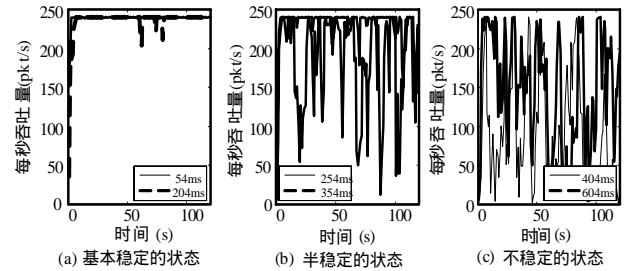 250
200
150
100
50
0
每秒吞吐 量(pkt/s)
54ms
204ms
0 50 100
时间 (s)
(a) 基本稳定的状态
250
200
150
100
50
0
每秒吞 吐量(pkt/s)
254ms
354ms
0 50 100
时间 (s)
(b) 半稳定的状态
250
200
150
100
50
0
每秒吞 吐量(pkt/s)
404ms
604ms
0 50 100
时间 (s)
(c) 不稳定的状态